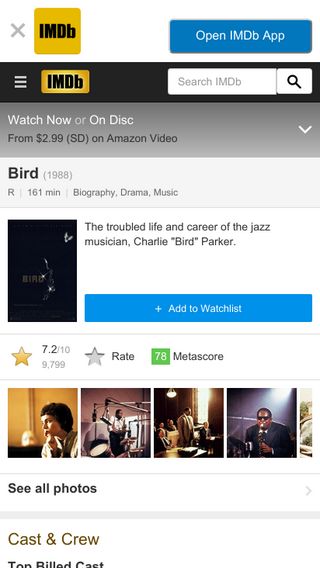 IMDb
Open IMDb App
IMDb
Search IMDb
Watch Now or On Disc
From $2.99 (SD) on Amazon Video
Bird (1988)
R | 161 min | Biography, Drama, Music
BIRD
The troubled life and career of the jazz
musician, Charlie "Bird" Parker.
+ Add to Watchlist
7.2/10
9,799
Rate
78 Metascore
See all photos
Cast & Crew
Top Billed Cast